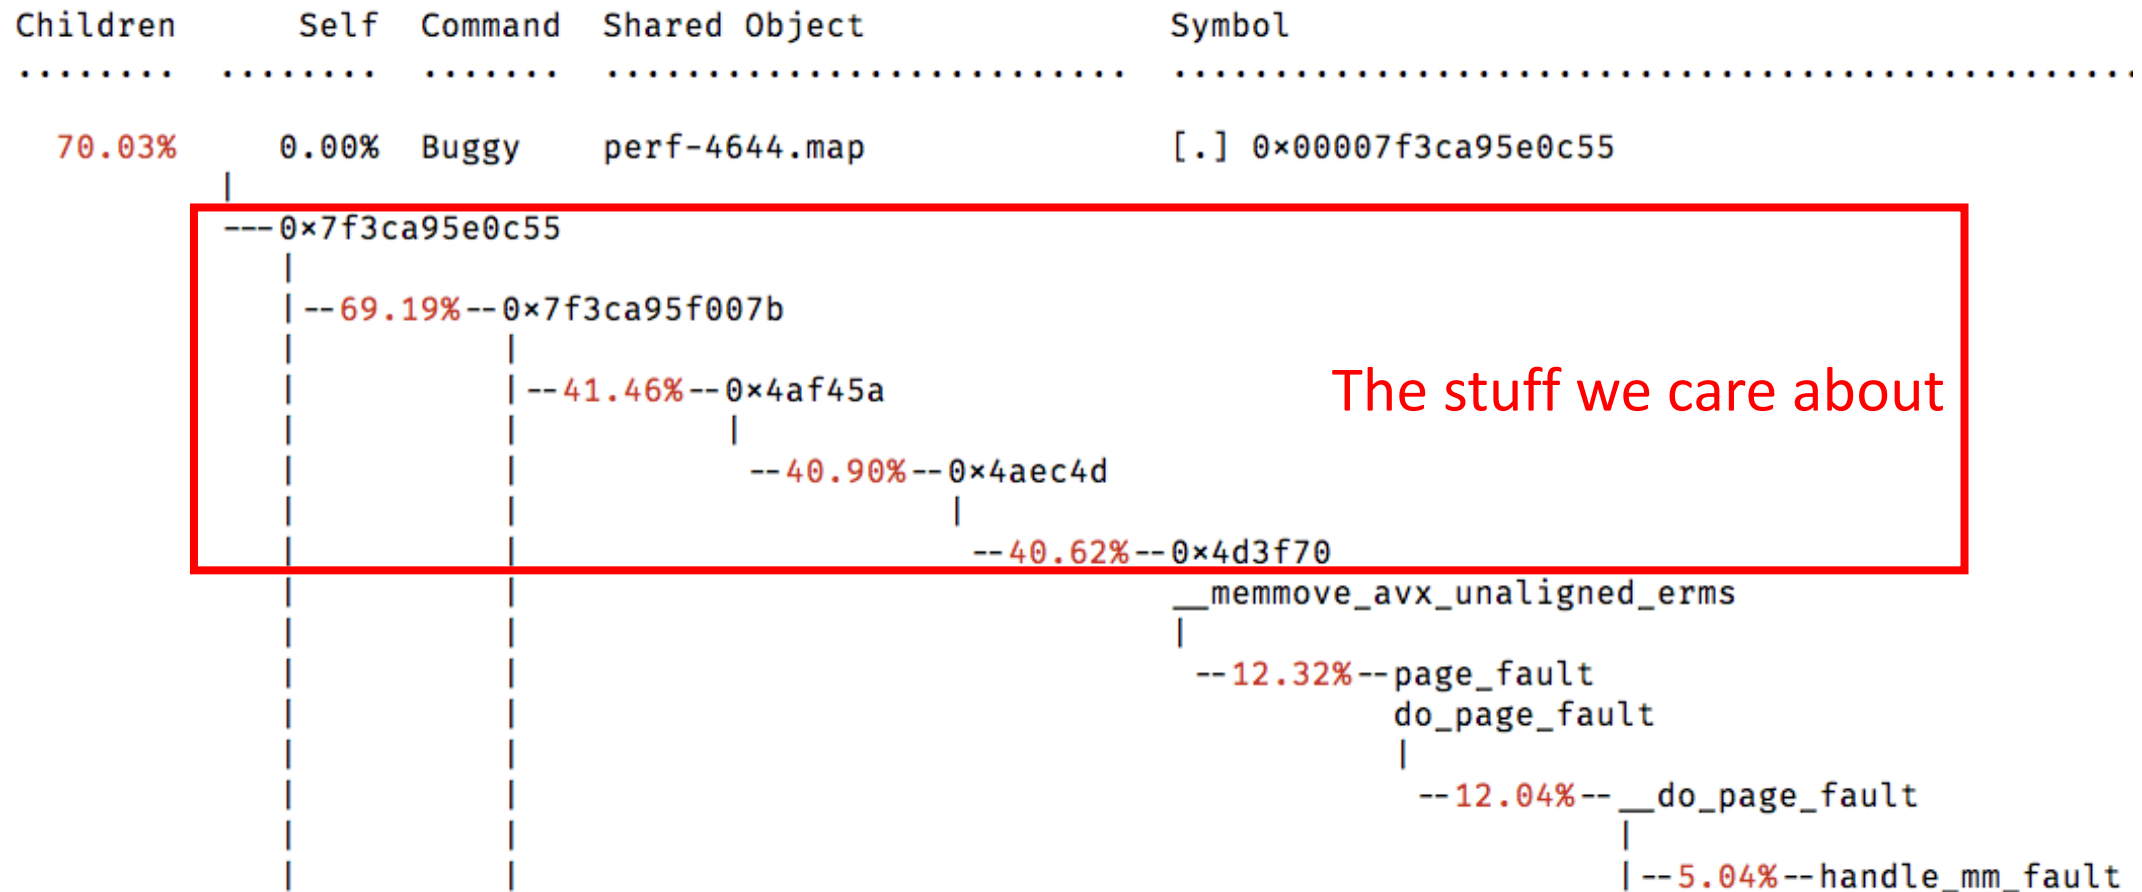 Children      Self  Command  Shared Object               Symbol
........  ........  .......  ..........................  ................................................
70.03%     0.00%  Buggy    perf-4644.map               [.] 0x00007f3ca95e0c55
|
---0x7f3ca95e0c55
|
|--69.19%--0x7f3ca95f007b
|          |
|          |--41.46%--0x4af45a
|          |          |
|          |           --40.90%--0x4aec4d
|          |                     |
|          |                      --40.62%--0x4d3f70
The stuff we care about
|          |                                __memmove_avx_unaligned_erms
|          |                                |
|          |                                 --12.32%--page_fault
|          |                                           do_page_fault
|          |                                           |
|          |                                            --12.04%--__do_page_fault
|          |                                                      |
|          |                                                      |--5.04%--handle_mm_fault